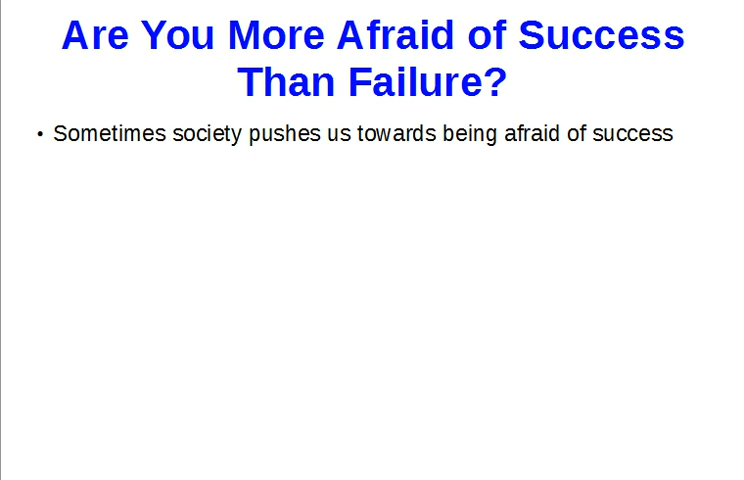 Are You More Afraid of Success
Than Failure?
• Sometimes society pushes us towards being afraid of success